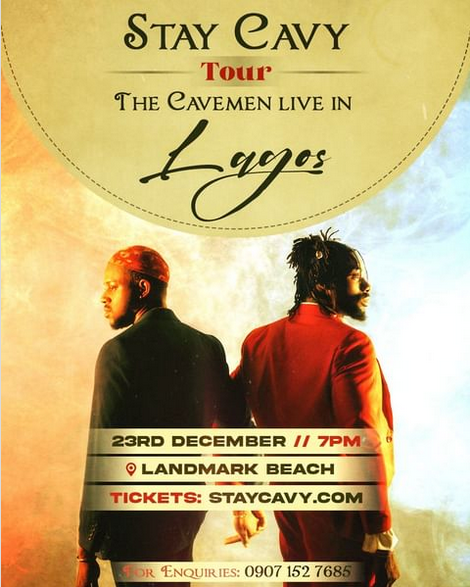 STAY CAVY
Tour
THE CAVEMEN LIVE IN
Lagos
23RD DECEMBER // 7PM
LANDMARK BEACH
TICKETS: STAYCAVY.COM
FOR ENQUIRIES: 0907 152 7685